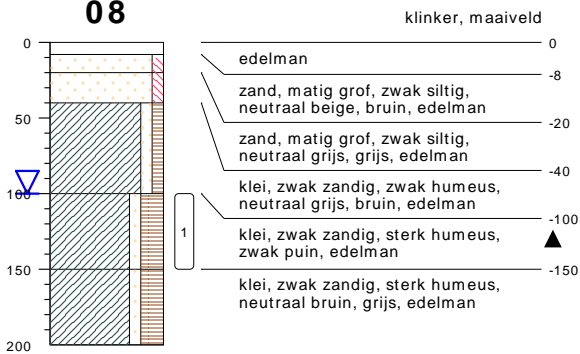 08
klinker, maaiveld
0
0
edelman
-8
zand, matig grof, zwak siltig,
neutraal beige, bruin, edelman
-20
zand, matig grof, zwak siltig,
neutraal grijs, grijs, edelman
-40
50
klei, zwak zandig, zwak humeus,
neutraal grijs, bruin, edelman
-100
100
1
klei, zwak zandig, sterk humeus,
zwak puin, edelman
-150
150
klei, zwak zandig, sterk humeus,
neutraal bruin, grijs, edelman
200